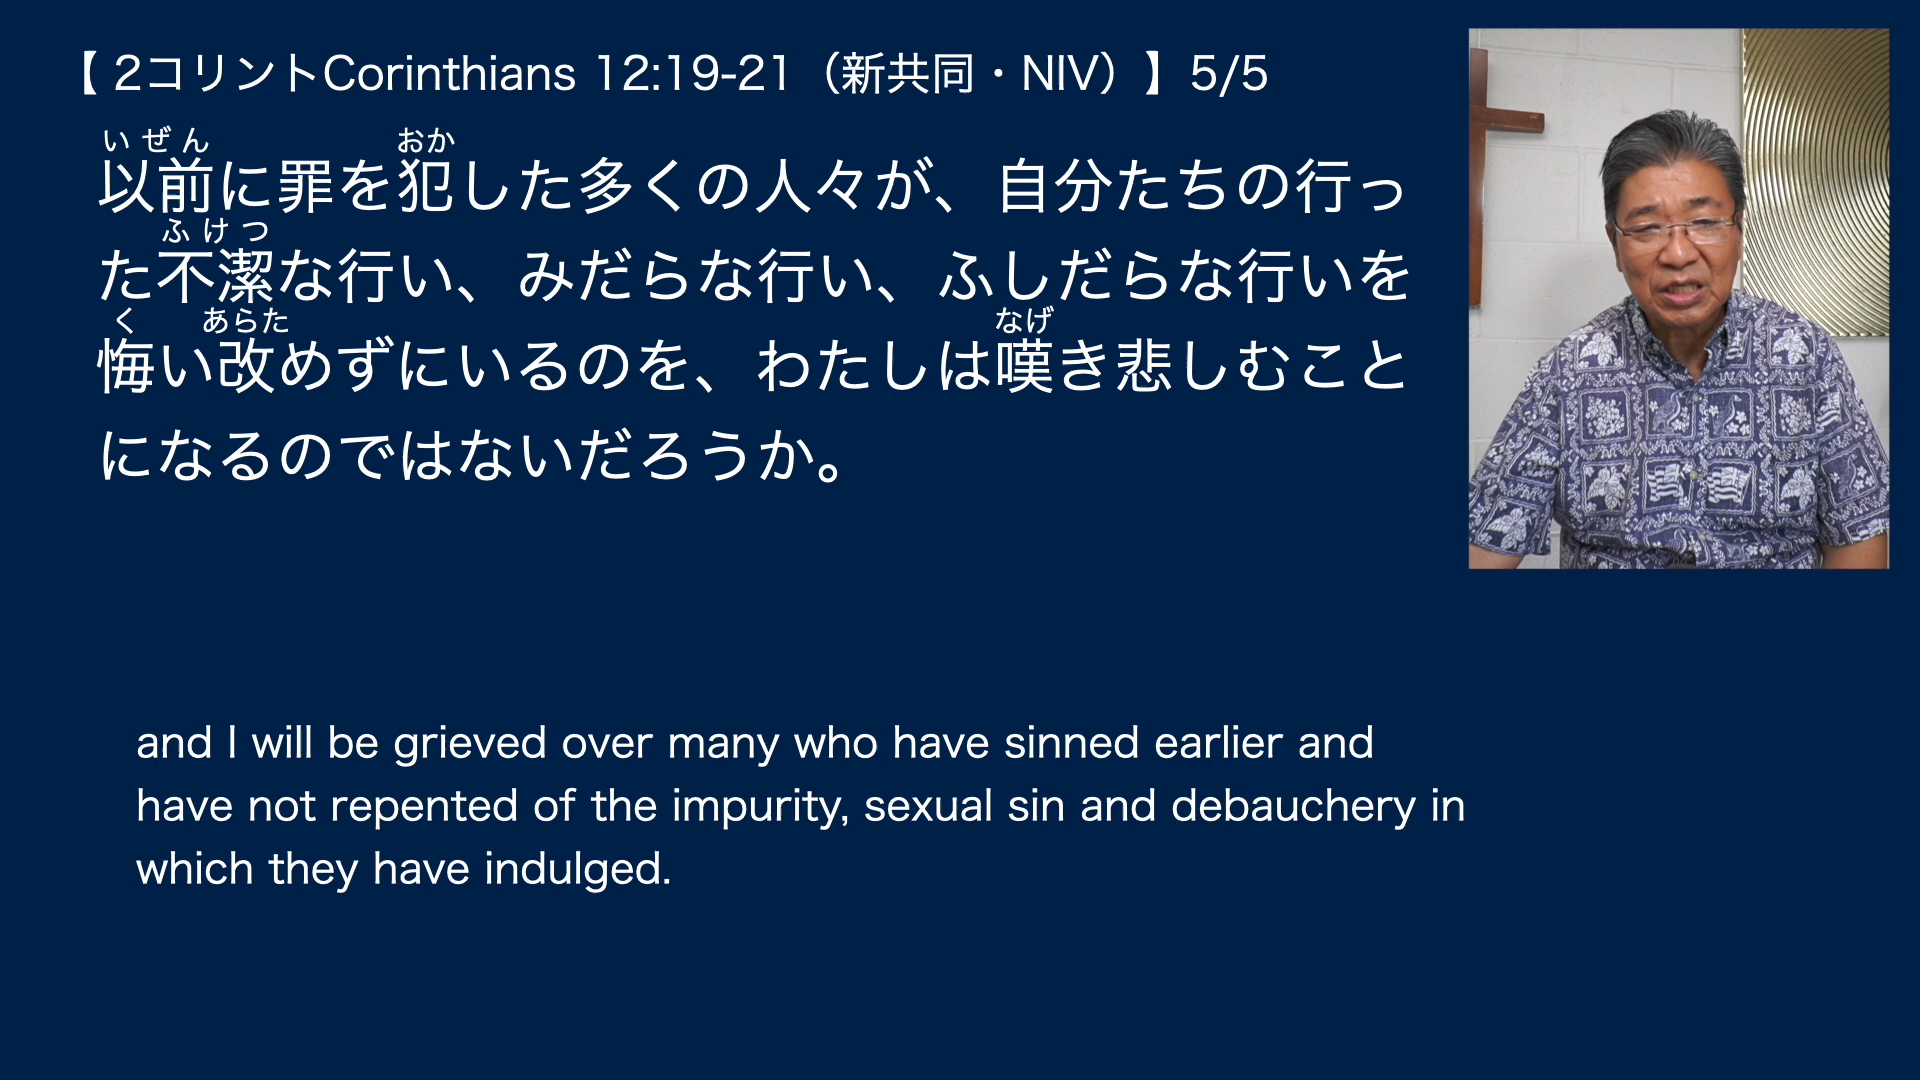 【 2コリントCorinthians 12:19-21（新共同・NIV）】5/5
いぜん おか
以前に罪を犯した多くの人々が、自分たちの行っ
ふけつ
た不潔な行い、みだらな行い、ふしだらな行いを
く あらた なげ
悔い改めずにいるのを、わたしは嘆き悲しむこと
になるのではないだろうか。
and I will be grieved over many who have sinned earlier and
have not repented of the impurity, sexual sin and debauchery in
which they have indulged.